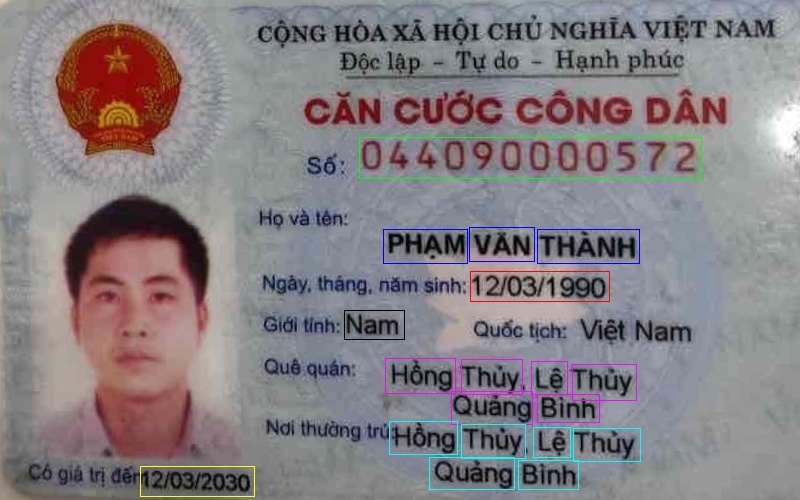 CỘNG HÒA XÃ HỘI CHỦ NGHĨA VIỆT NAM
Độc lập – Tự do – Hạnh phúc
CĂN CƯỚC CÔNG DÂN
Số: 044090000572
Họ và tên:
PHẠM VĂN THÀNH
Ngày, tháng, năm sinh: 12/03/1990
Giới tính: Nam Quốc tịch: Việt Nam
Quê quán: Hồng Thủy, Lệ Thủy
Quảng Bình
Nơi thường trú: Hồng Thủy, Lệ Thủy
Quảng Bình
Có giá trị đến 12/03/2030